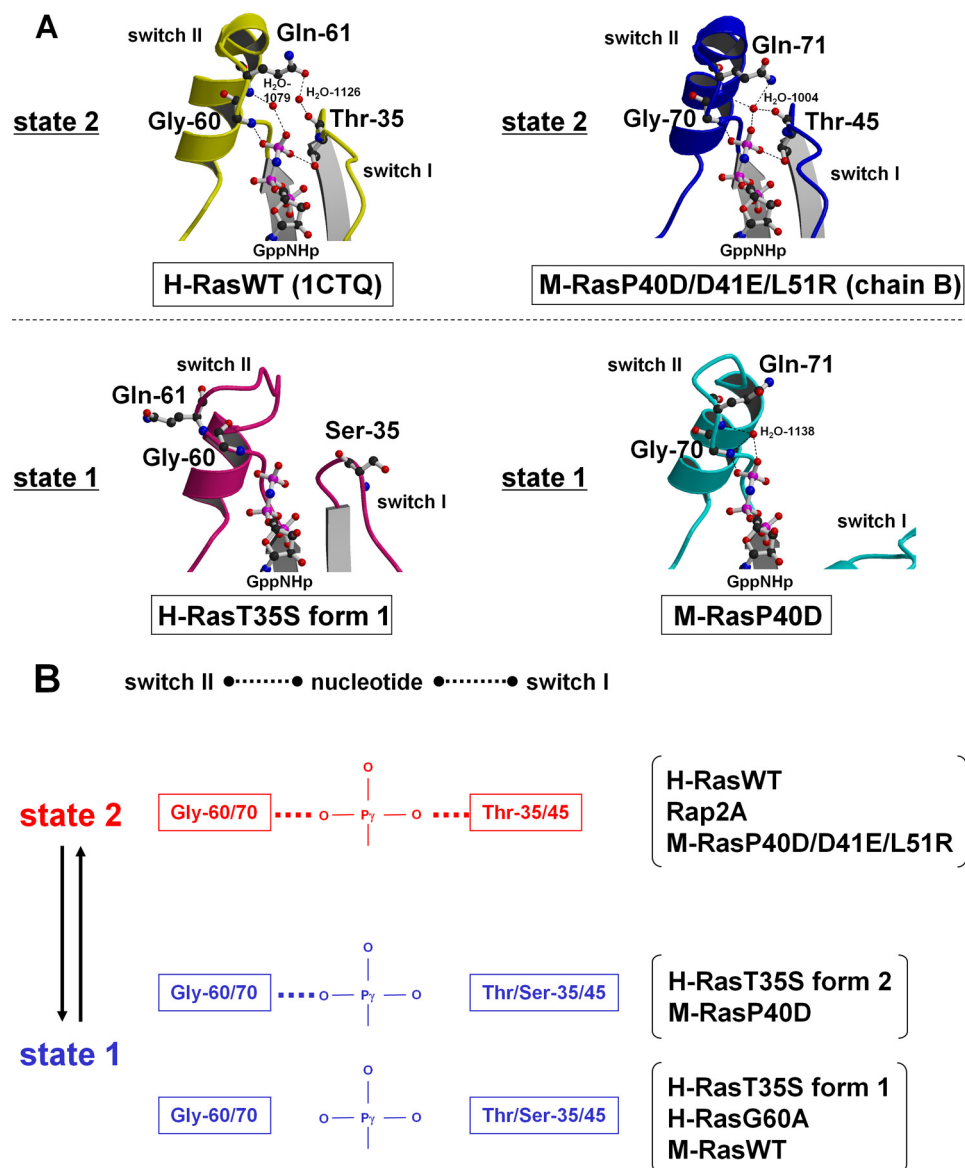 A
switch II
Gln-61
H2O-
1079
H2O-1126
state 2
Gly-60
Thr-35
switch I
GppNHp
H-RasWT (1CTQ)
switch II
Gln-71
H2O-1004
state 2
Gly-70
Thr-45
switch I
GppNHp
M-RasP40D/D41E/L51R (chain B)
switch II
Gln-61
Ser-35
state 1
Gly-60
switch I
GppNHp
H-RasT35S form 1
switch II
Gln-71
H2O-1138
state 1
Gly-70
switch I
GppNHp
M-RasP40D
B
switch II nucleotide switch I
state 2
Gly-60/70
O
O Pγ O
Thr-35/45
H-RasWT
Rap2A
M-RasP40D/D41E/L51R
Gly-60/70
O
O Pγ O
Thr/Ser-35/45
H-RasT35S form 2
M-RasP40D
state 1
Gly-60/70
O
O Pγ O
Thr/Ser-35/45
H-RasT35S form 1
H-RasG60A
M-RasWT